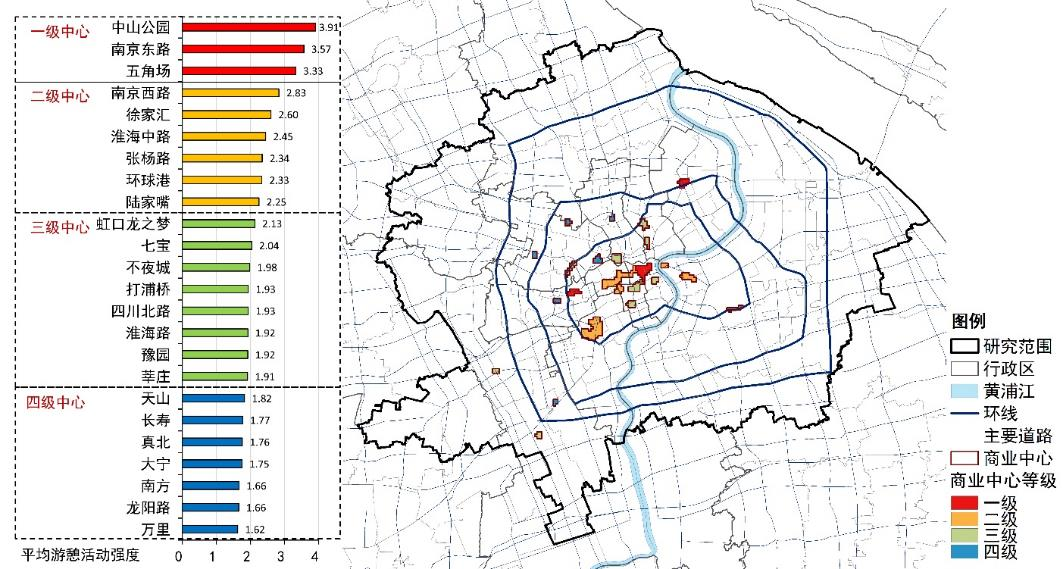 一级中心
中山公园 3.91
南京东路 3.57
五角场 3.33
二级中心
南京西路 2.83
徐家汇 2.60
淮海中路 2.45
张杨路 2.34
环球港 2.33
陆家嘴 2.25
三级中心
虹口龙之梦 2.13
七宝 2.04
不夜城 1.98
打浦桥 1.93
四川北路 1.93
淮海路 1.92
豫园 1.92
莘庄 1.91
四级中心
天山 1.82
长寿 1.77
真北 1.76
大宁 1.75
南方 1.66
龙阳路 1.66
万里 1.62
平均游憩活动强度 0 1 2 3 4
图例
研究范围
行政区
黄浦江
环线
主要道路
商业中心
商业中心等级
一级
二级
三级
四级